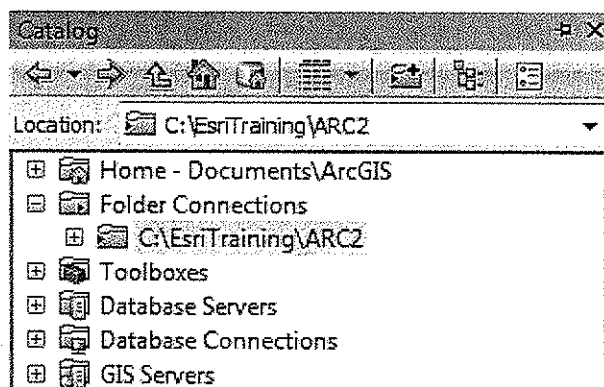 Catalog
Location: C:\EsriTraining\ARC2
Home - Documents\ArcGIS
Folder Connections
C:\EsriTraining\ARC2
Toolboxes
Database Servers
Database Connections
GIS Servers